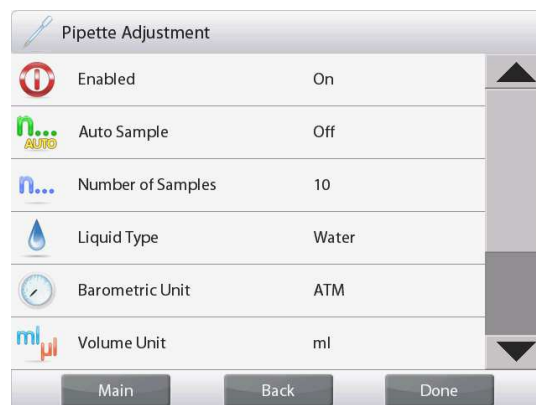 Pipette Adjustment
Enabled On
n... AUTO Auto Sample Off
n... Number of Samples 10
Liquid Type Water
Barometric Unit ATM
ml µl Volume Unit ml
Main Back Done